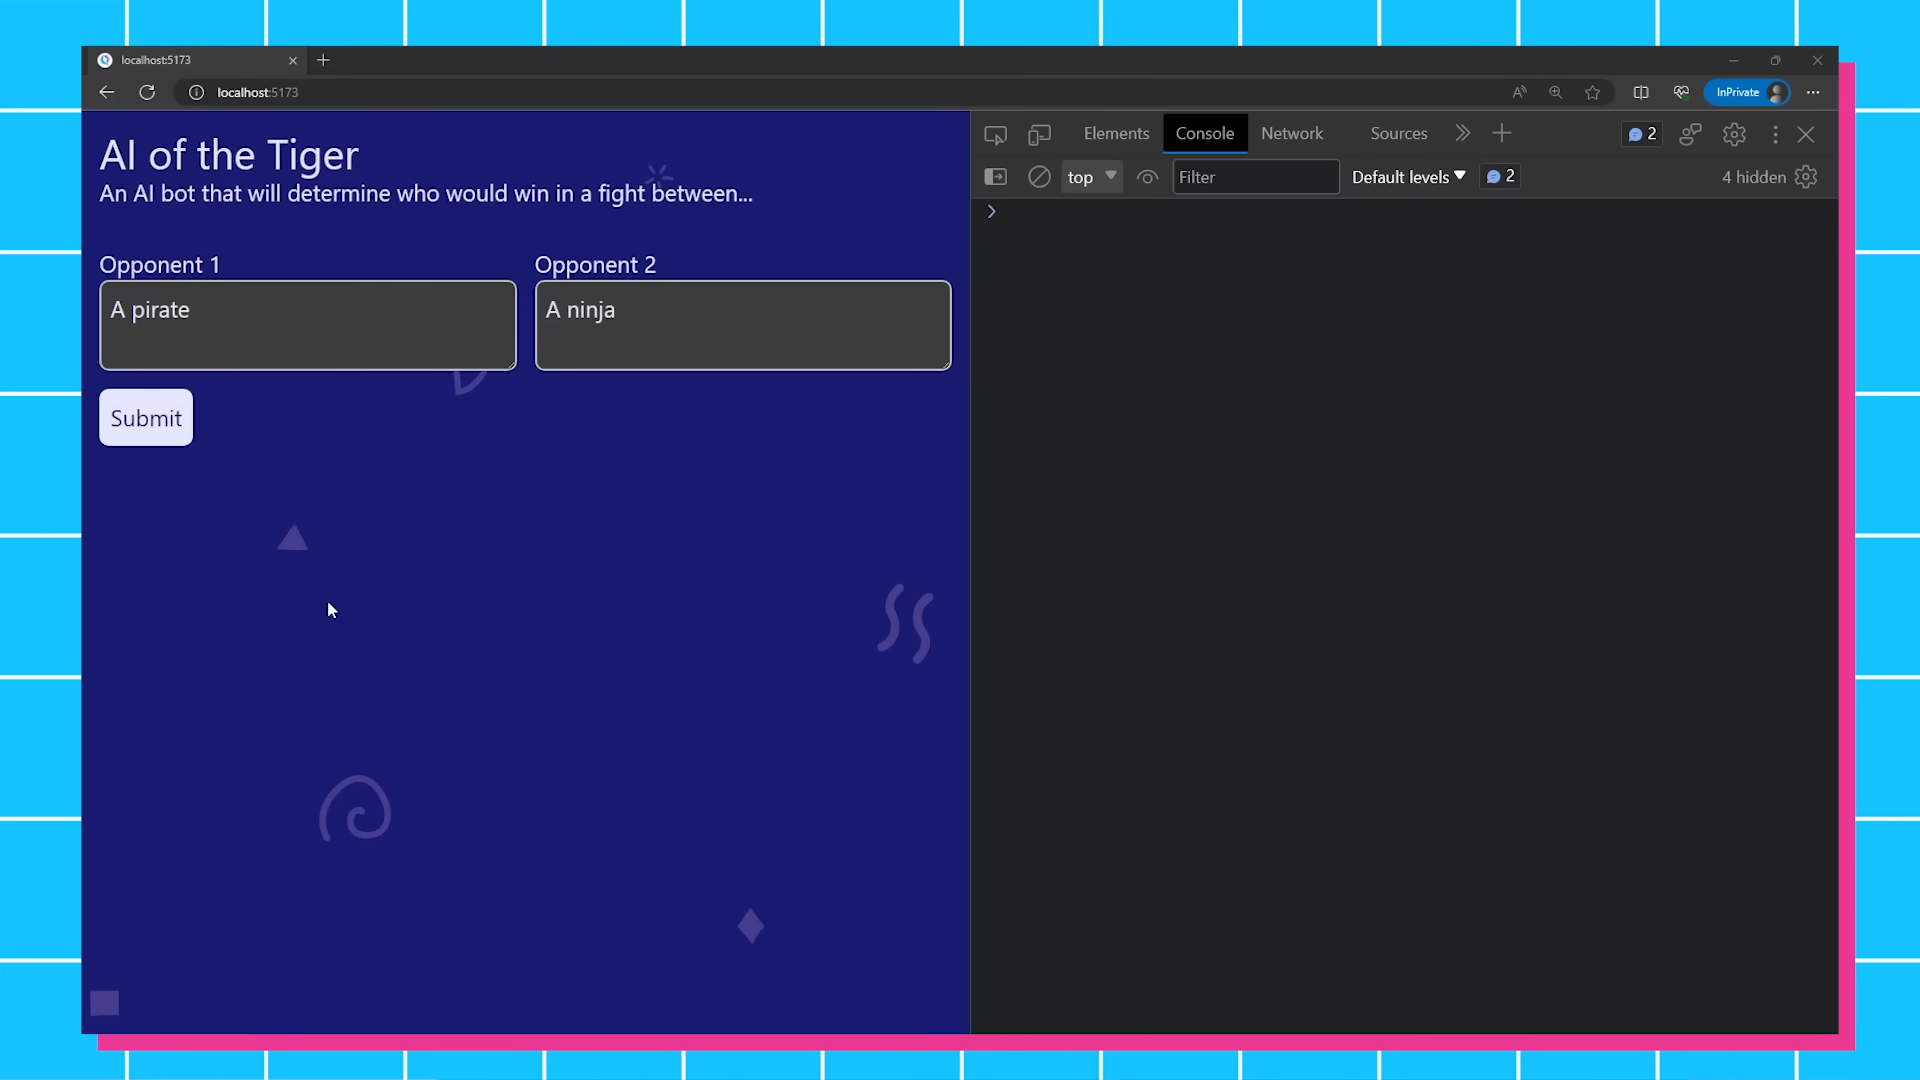 localhost:5173
localhost:5173
InPrivate
AI of the Tiger
An AI bot that will determine who would win in a fight between...
Opponent 1
Opponent 2
A pirate
A ninja
Submit
Elements
Console
Network
Sources
2
top
Filter
Default levels
2
4 hidden